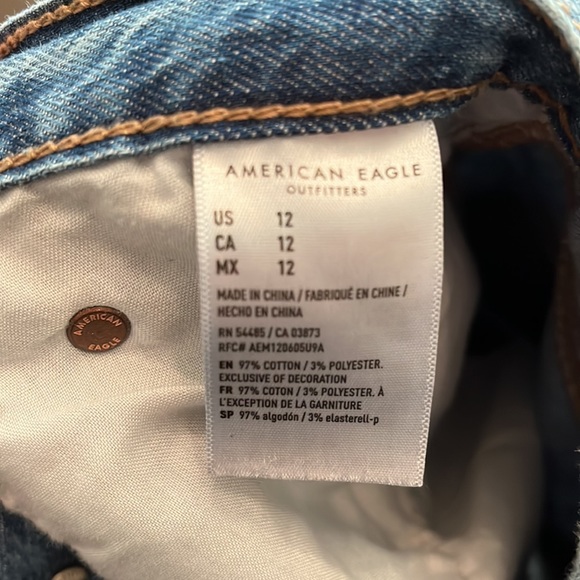 AMERICAN EAGLE
OUTFITTERS
US 12
CA 12
MX 12
MADE IN CHINA / FABRIQUÉ EN CHINE /
HECHO EN CHINA
RN 54485 / CA 03873
RFC# AEM120605U9A
EN 97% COTTON / 3% POLYESTER.
EXCLUSIVE OF DECORATION
FR 97% COTON / 3% POLYESTER. À
L'EXCEPTION DE LA GARNITURE
SP 97% algodón / 3% elasterell-p
AMERICAN
EAGLE